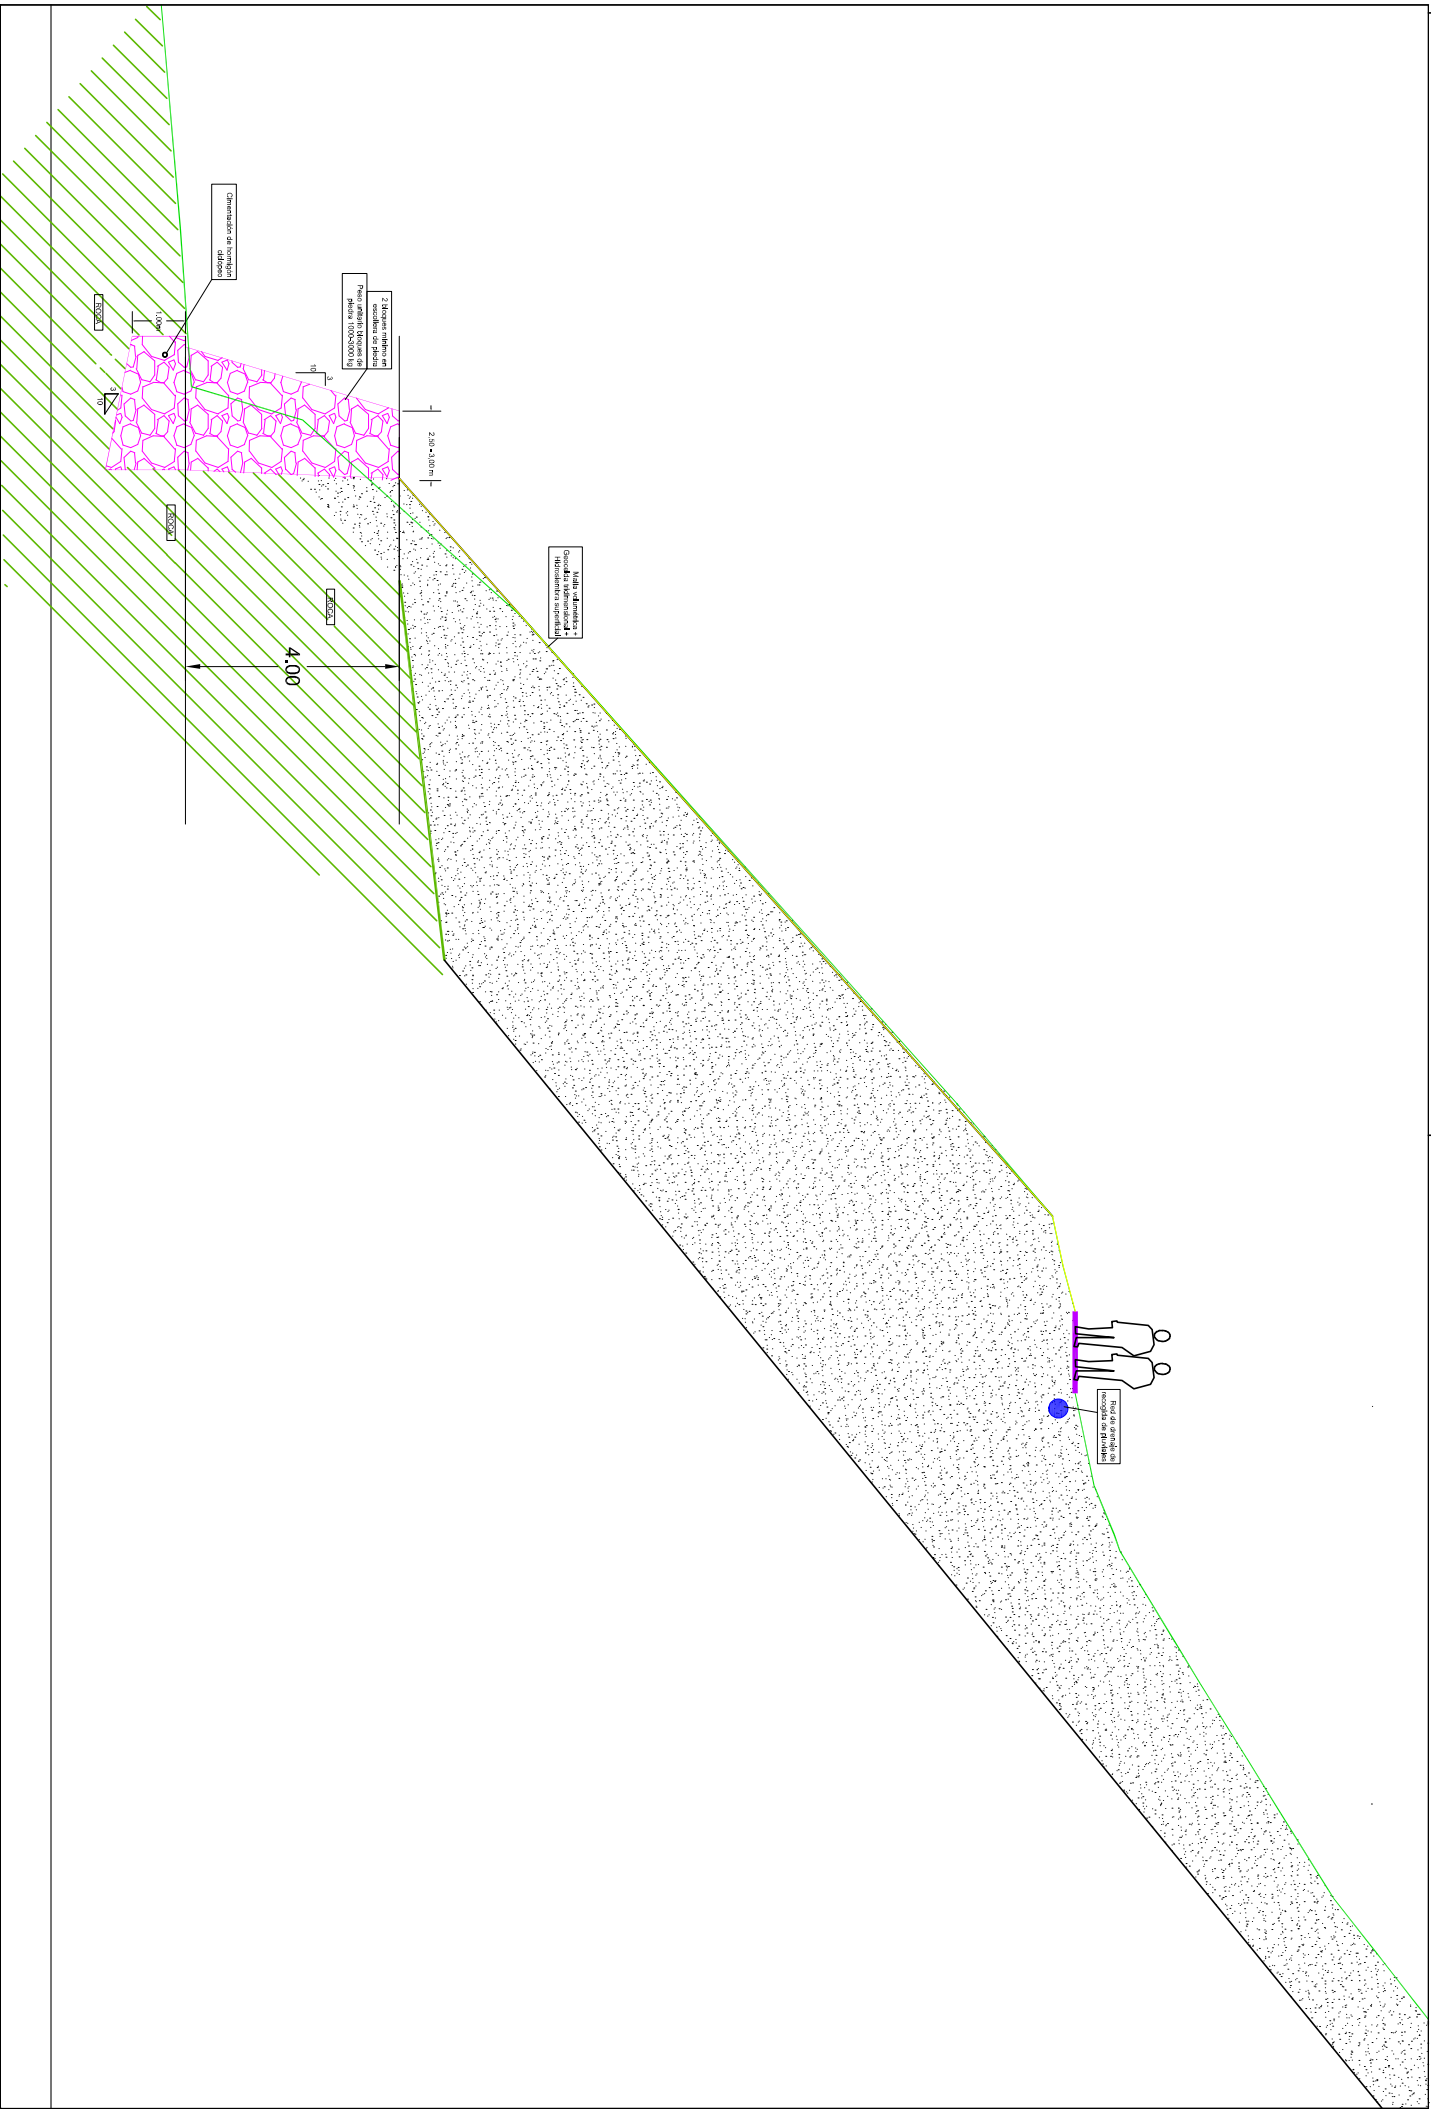 Cimentación de hormigón
ciclópeo
ROCA
1.00m
3
10
2 bloques mínimo en
escollera de piedra
Peso unitario bloques de
piedra 1000-3000 kg
10
3
2,50 - 3,00 m
ROCA
ROCA
4.00
Malla volumétrica +
Geocelda tridimensional +
Hidrosiembra superficial
Red de drenaje de
recogida de pluviales